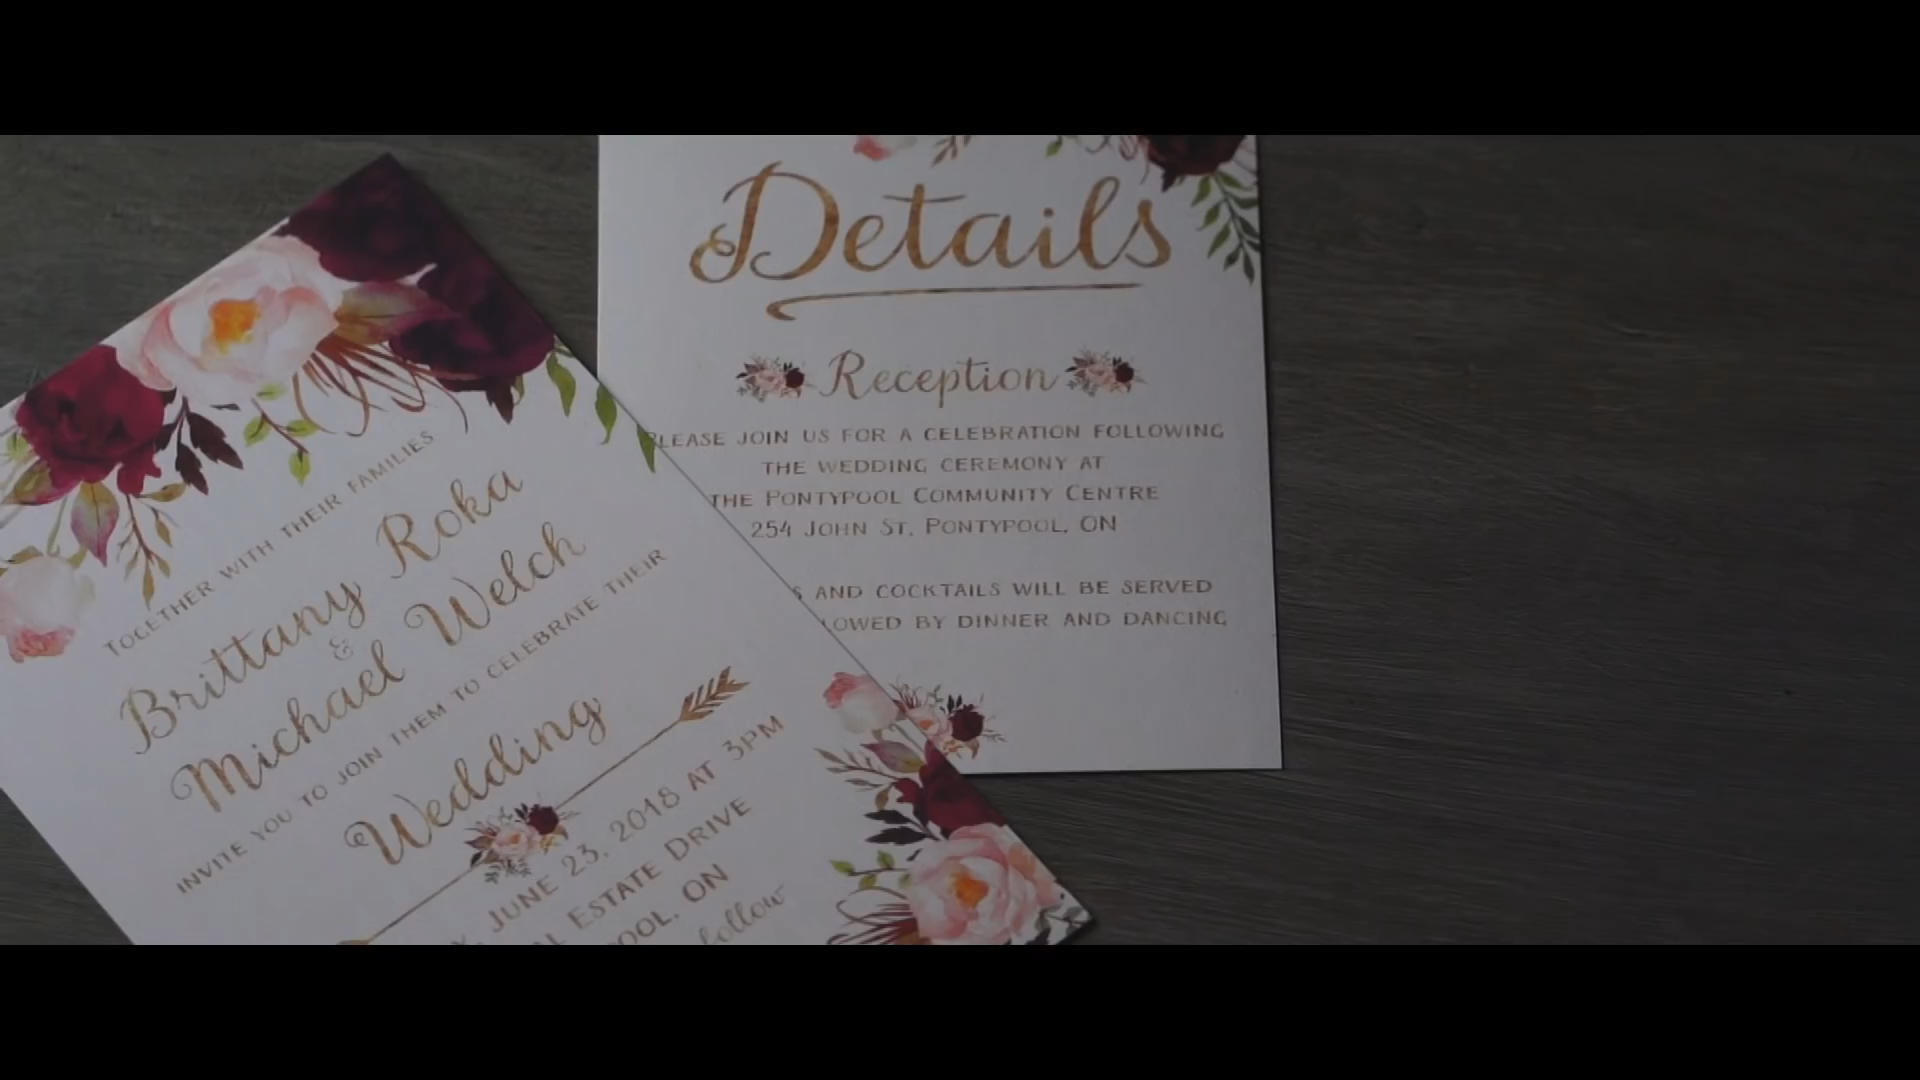 Together with their families
Brittany Roka
&
Michael Welch
invite you to join them to celebrate their
Wedding
June 23, 2018 at 3pm
Estate Drive
ON
follow
Details
Reception
Please join us for a celebration following
the wedding ceremony at
the Pontypool Community Centre
254 John St, Pontypool, ON
and cocktails will be served
by dinner and dancing